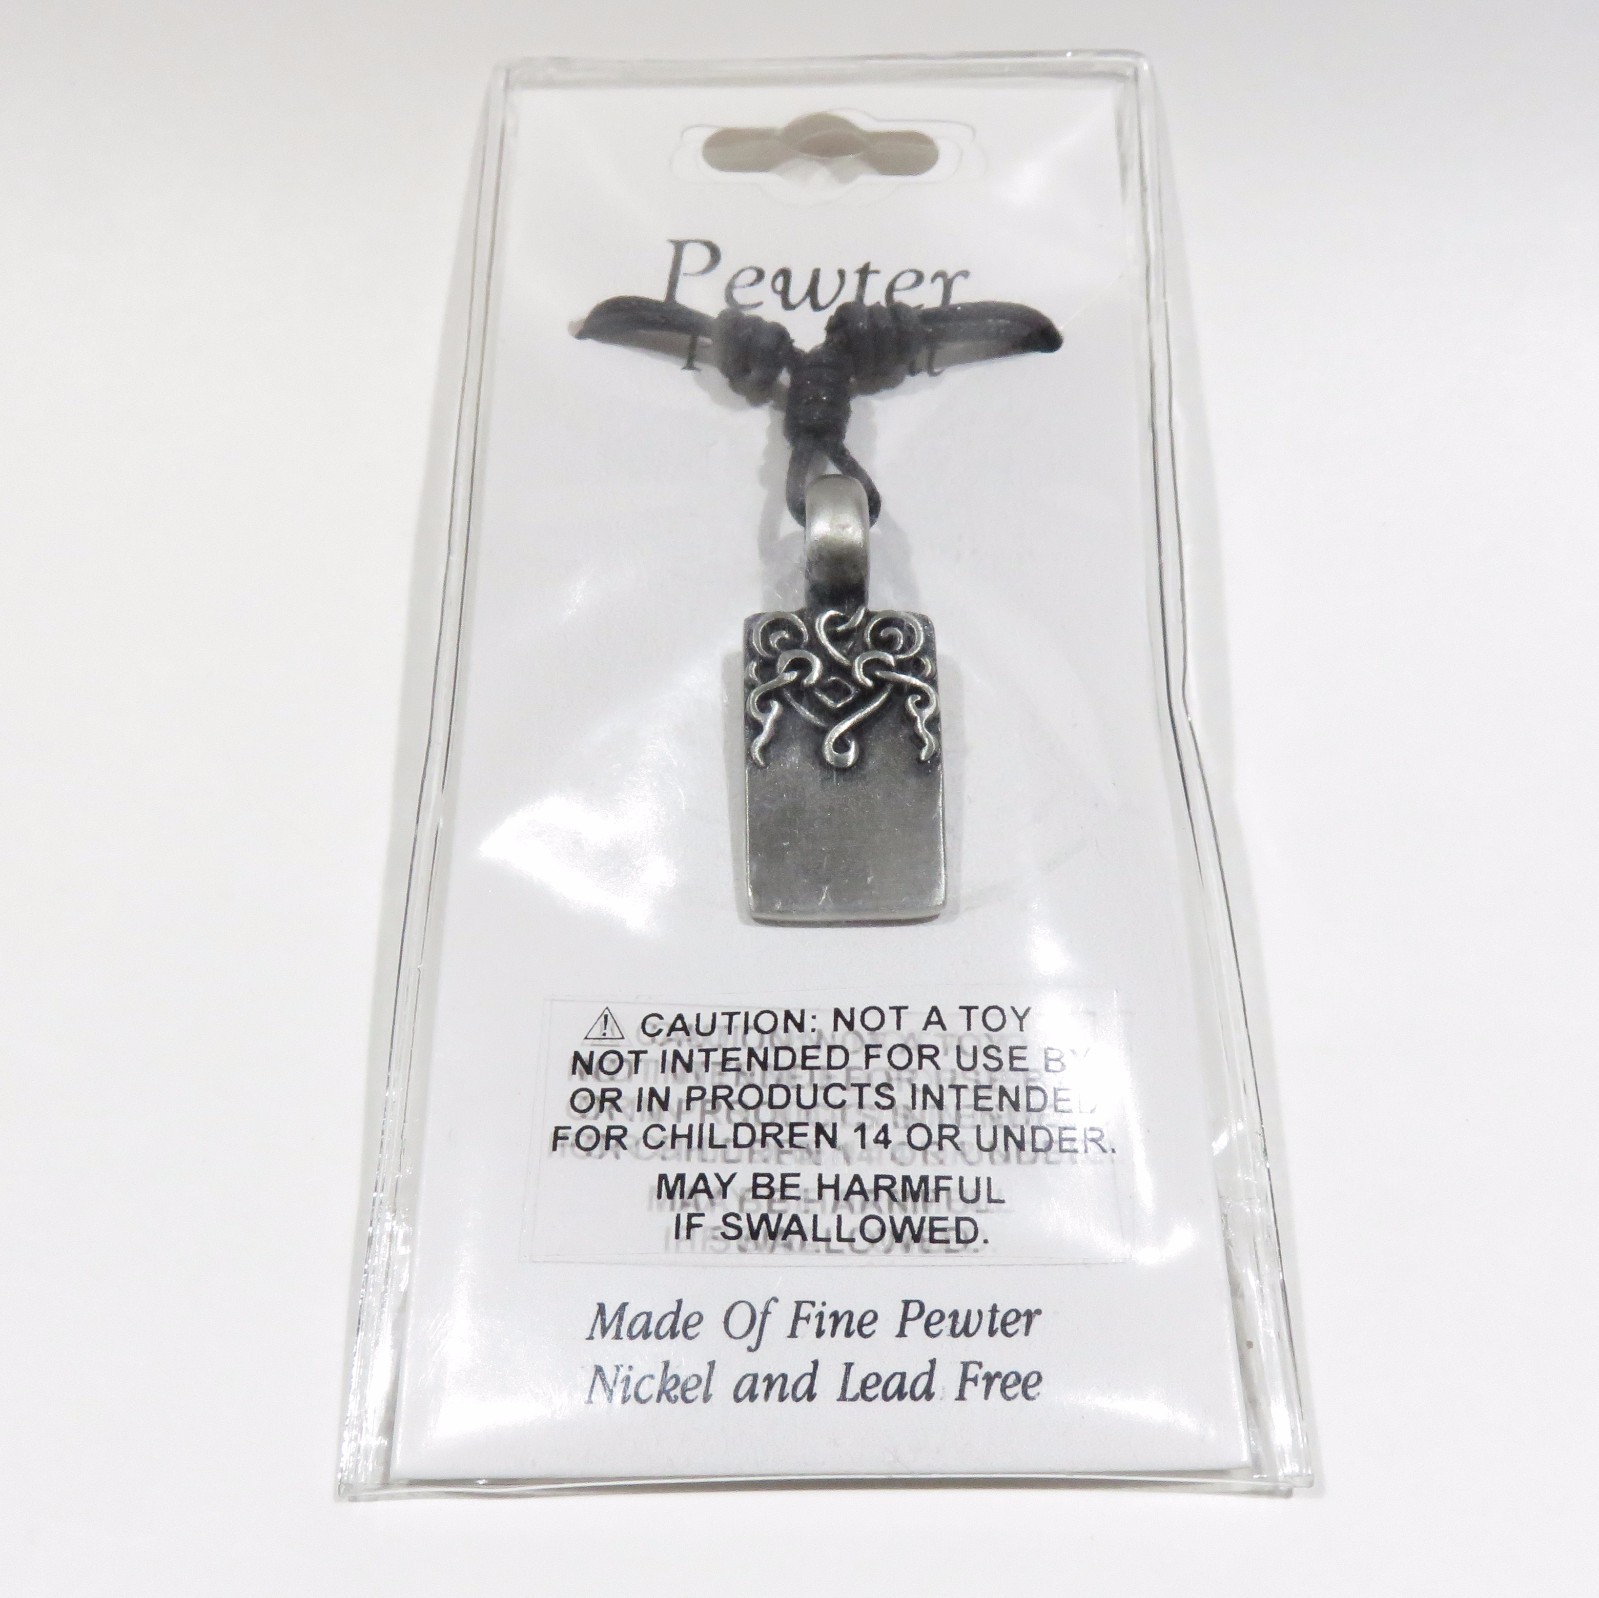 Pewter
CAUTION: NOT A TOY
NOT INTENDED FOR USE BY
OR IN PRODUCTS INTENDED
FOR CHILDREN 14 OR UNDER.
MAY BE HARMFUL
IF SWALLOWED.
Made Of Fine Pewter
Nickel and Lead Free